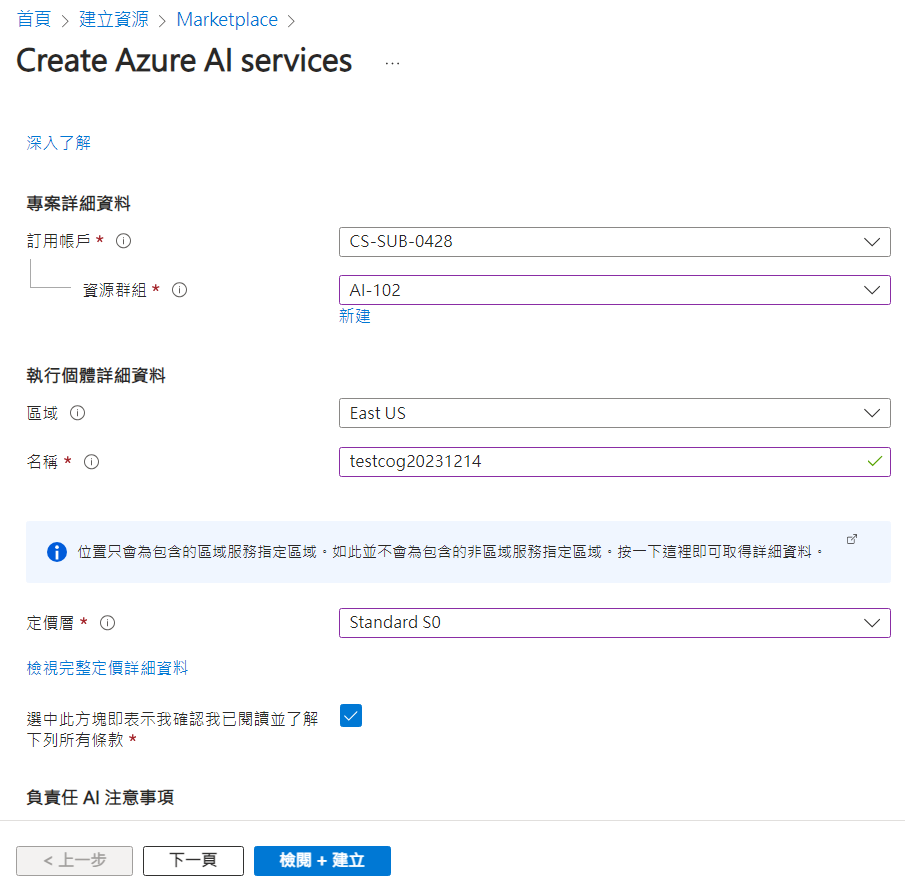 首頁 > 建立資源 > Marketplace >
Create Azure AI services ...
深入了解
專案詳細資料
訂用帳戶 *
CS-SUB-0428
資源群組 *
AI-102
新建
執行個體詳細資料
區域
East US
名稱 *
testcog20231214
位置只會為包含的區域服務指定區域。如此並不會為包含的非區域服務指定區域。按一下這裡即可取得詳細資料。
定價層 *
Standard S0
檢視完整定價詳細資料
選中此方塊即表示我確認我已閱讀並了解
下列所有條款 *
負責任 AI 注意事項
< 上一步
下一頁
檢閱 + 建立